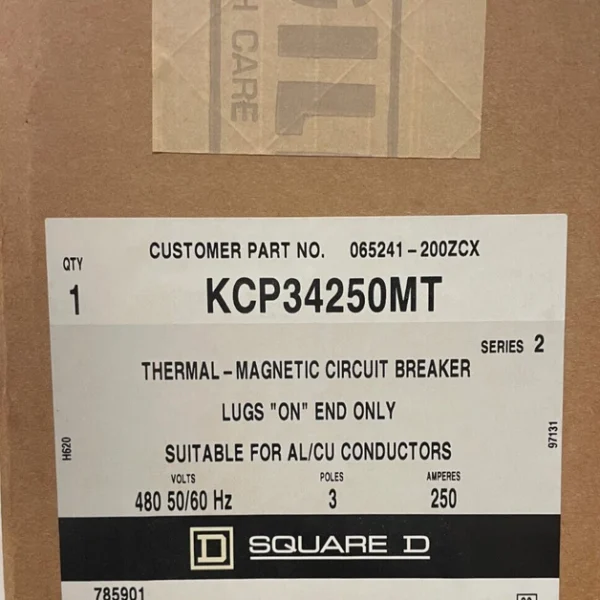 GIL
H CARE
CUSTOMER PART NO. 065241-200ZCX
QTY
1
KCP34250MT
SERIES 2
THERMAL-MAGNETIC CIRCUIT BREAKER
LUGS "ON" END ONLY
SUITABLE FOR AL/CU CONDUCTORS
H620
97131
VOLTS POLES AMPERES
480 50/60 Hz 3 250
D SQUARE D
785901